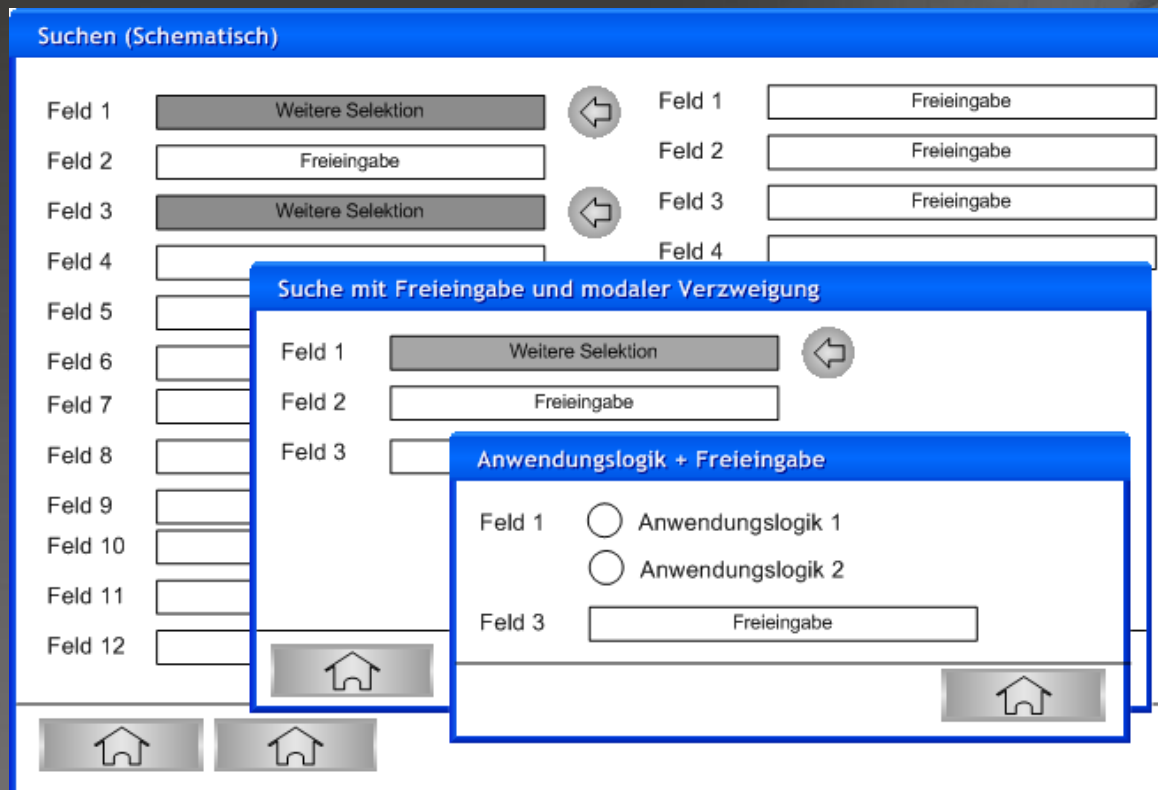 Suchen (Schematisch)
Feld 1 Weitere Selektion
Feld 2 Freieingabe
Feld 3 Weitere Selektion
Feld 4
Feld 5
Feld 6
Feld 7
Feld 8
Feld 9
Feld 10
Feld 11
Feld 12
Feld 1 Freieingabe
Feld 2 Freieingabe
Feld 3 Freieingabe
Feld 4
Suche mit Freieingabe und modaler Verzweigung
Feld 1 Weitere Selektion
Feld 2 Freieingabe
Feld 3
Anwendungslogik + Freieingabe
Feld 1 Anwendungslogik 1
Anwendungslogik 2
Feld 3 Freieingabe